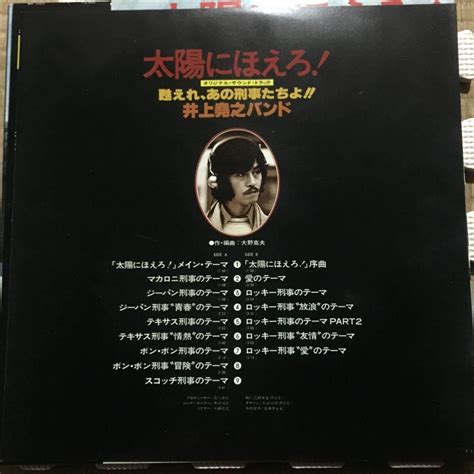 太陽にほえろ!
オリジナル・サウンド・トラック
甦えれ、あの刑事たちよ!!
井上堯之バンド
●作・編曲:大野克夫
SIDE A
「太陽にほえろ!」メイン・テーマ 1
マカロニ刑事のテーマ 2
ジーパン刑事のテーマ 3
ジーパン刑事“青春”のテーマ 4
テキサス刑事のテーマ 5
テキサス刑事“情熱”のテーマ 6
ボン・ボン刑事のテーマ 7
ボン・ボン刑事“冒険”のテーマ 8
スコッチ刑事のテーマ 9
SIDE B
「太陽にほえろ!」序曲
愛のテーマ
ロッキー刑事のテーマ
ロッキー刑事“放浪”のテーマ
ロッキー刑事のテーマ PART2
ロッキー刑事“友情”のテーマ
ロッキー刑事“愛”のテーマ